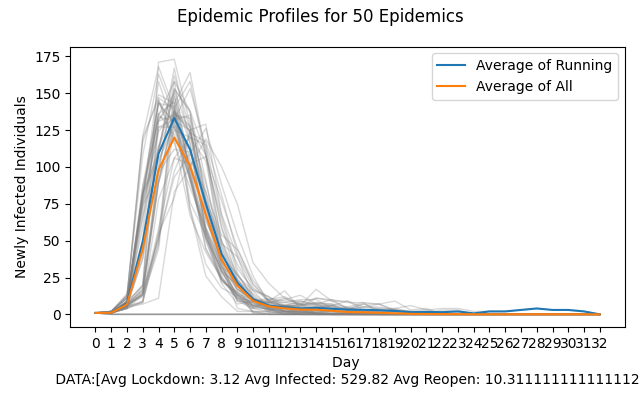 Epidemic Profiles for 50 Epidemics
Average of Running
Average of All
Newly Infected Individuals
175
150
125
100
75
50
25
0
0 1 2 3 4 5 6 7 8 9 1011121314151617181920212223242526272829303132
Day
DATA:[Avg Lockdown: 3.12 Avg Infected: 529.82 Avg Reopen: 10.311111111111112